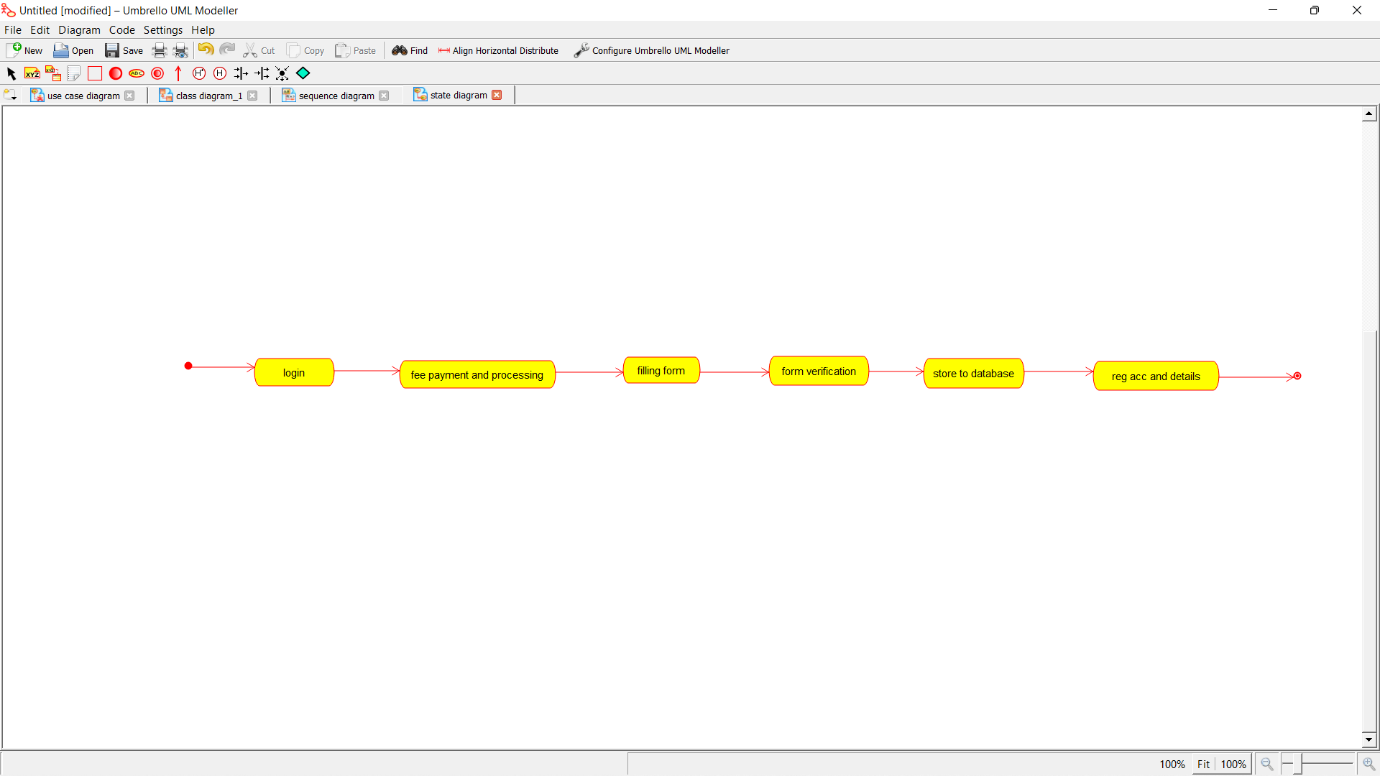 Untitled [modified] – Umbrello UML Modeller
File Edit Diagram Code Settings Help
New Open Save Cut Copy Paste Find Align Horizontal Distribute Configure Umbrello UML Modeller
XYZ ABC H H
use case diagram class diagram_1 sequence diagram state diagram
login fee payment and processing filling form form verification store to database reg acc and details
100% Fit 100%